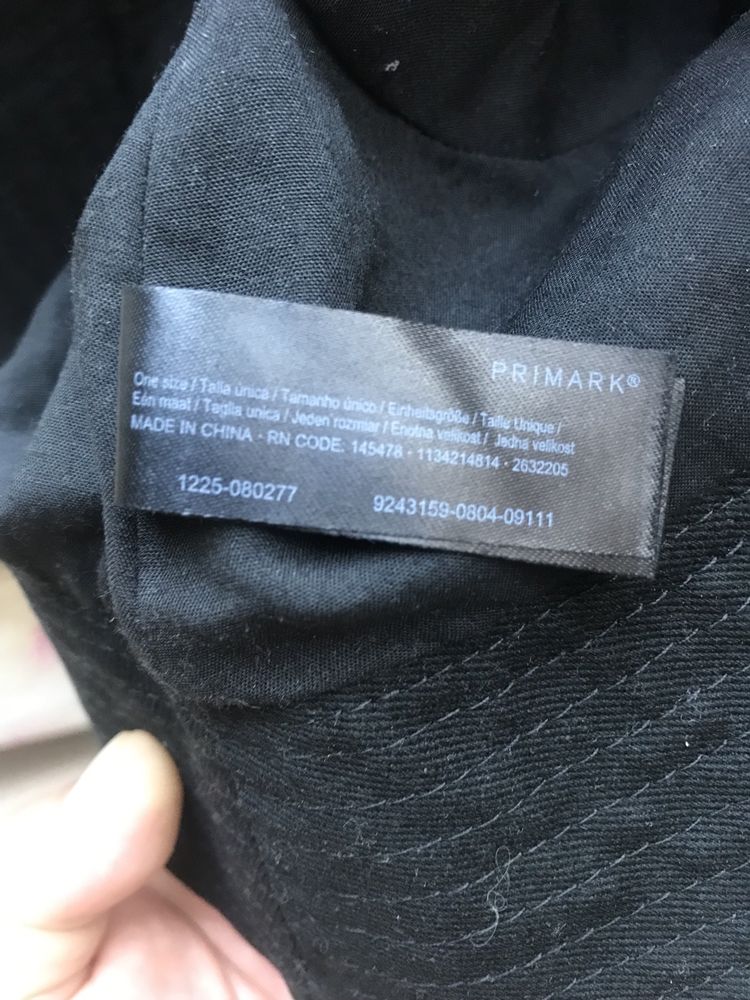 PRIMARK®
One size / Talla única / Tamanho único / Einheitsgröße / Taille Unique /
Één maat / Taglia unica / Jeden rozmiar / Enotna velikost / Jedna velikost
MADE IN CHINA - RN CODE: 145478 - 1134214814 - 2632205
1225-080277 9243159-0804-09111